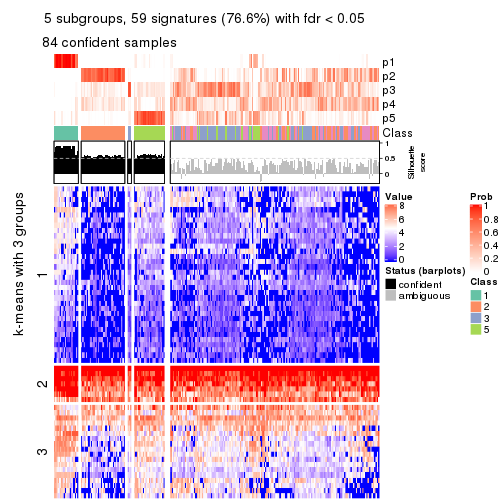 5 subgroups, 59 signatures (76.6%) with fdr < 0.05
84 confident samples
p1
p2
p3
p4
p5
Class
1
0.5
0
Silhouette
score
k-means with 3 groups
1
2
3
Value
8
6
4
2
0
Status (barplots)
confident
ambiguous
Prob
1
0.8
0.6
0.4
0.2
0
Class
1
2
3
5